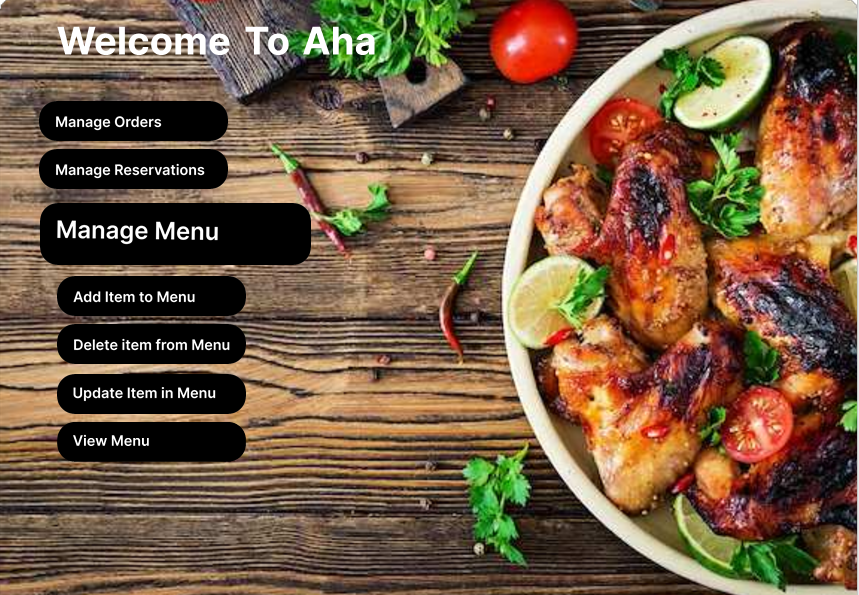 Welcome To Aha
Manage Orders
Manage Reservations
Manage Menu
Add Item to Menu
Delete item from Menu
Update Item in Menu
View Menu